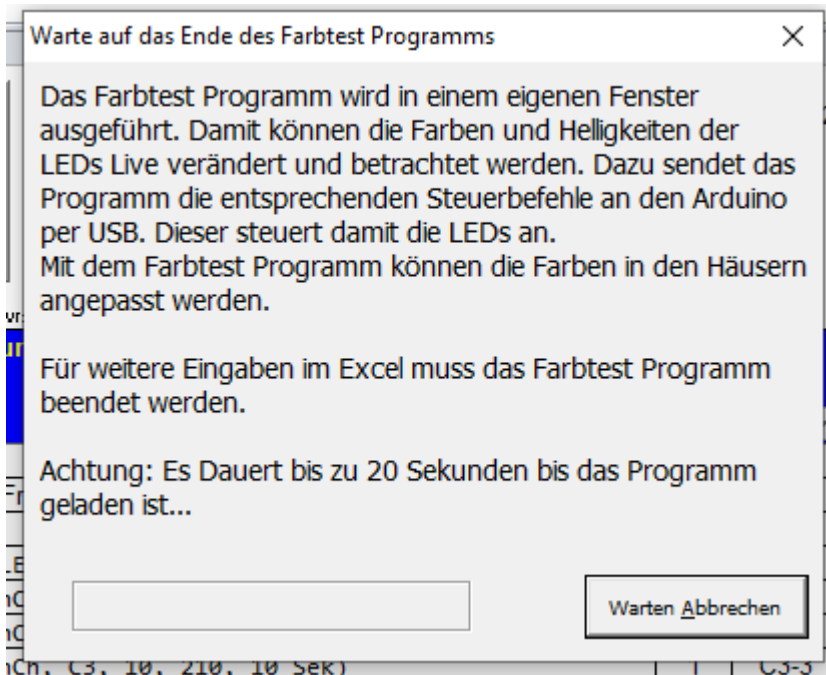 Warte auf das Ende des Farbtest Programms
Das Farbtest Programm wird in einem eigenen Fenster
ausgeführt. Damit können die Farben und Helligkeiten der
LEDs Live verändert und betrachtet werden. Dazu sendet das
Programm die entsprechenden Steuerbefehle an den Arduino
per USB. Dieser steuert damit die LEDs an.
Mit dem Farbtest Programm können die Farben in den Häusern
angepasst werden.
Für weitere Eingaben im Excel muss das Farbtest Programm
beendet werden.
Achtung: Es Dauert bis zu 20 Sekunden bis das Programm
geladen ist...
Warten Abbrechen
nCh, C3, 10, 210, 10 Sek) 1 C3-3